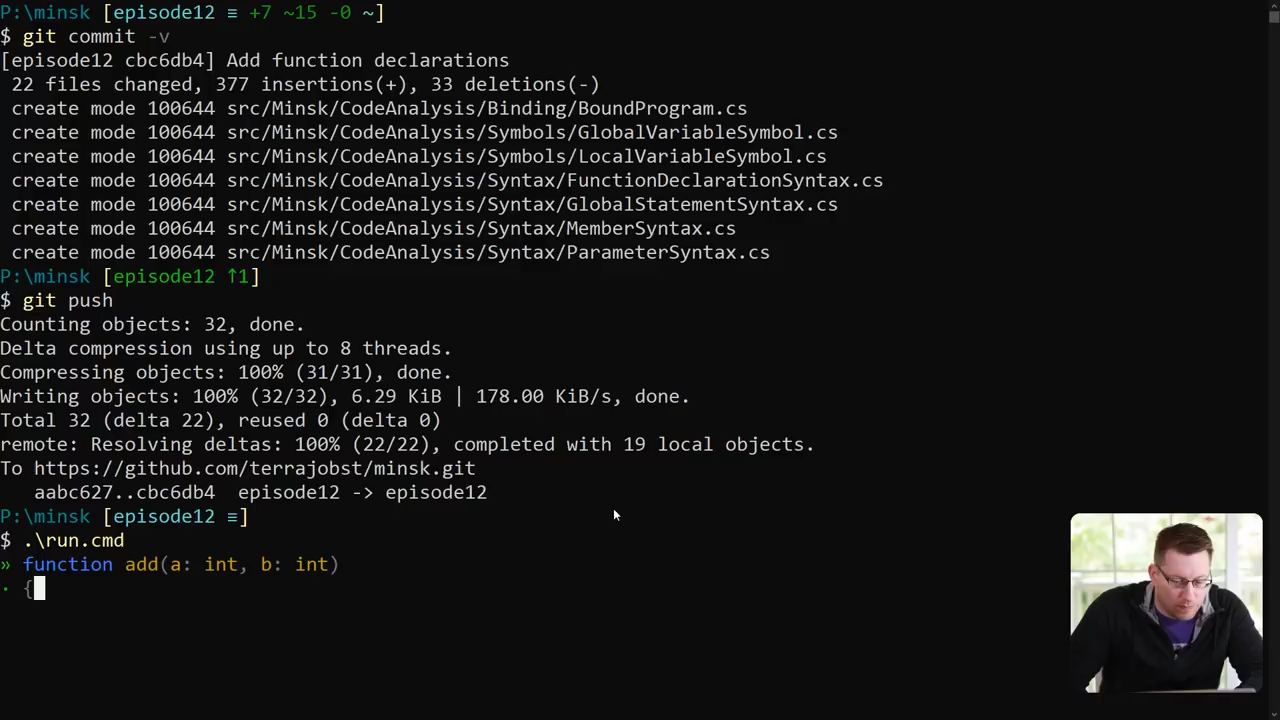 P:\minsk [episode12 ≡ +7 ~15 -0 ~]
$ git commit -v
[episode12 cbc6db4] Add function declarations
 22 files changed, 377 insertions(+), 33 deletions(-)
 create mode 100644 src/Minsk/CodeAnalysis/Binding/BoundProgram.cs
 create mode 100644 src/Minsk/CodeAnalysis/Symbols/GlobalVariableSymbol.cs
 create mode 100644 src/Minsk/CodeAnalysis/Symbols/LocalVariableSymbol.cs
 create mode 100644 src/Minsk/CodeAnalysis/Syntax/FunctionDeclarationSyntax.cs
 create mode 100644 src/Minsk/CodeAnalysis/Syntax/GlobalStatementSyntax.cs
 create mode 100644 src/Minsk/CodeAnalysis/Syntax/MemberSyntax.cs
 create mode 100644 src/Minsk/CodeAnalysis/Syntax/ParameterSyntax.cs
P:\minsk [episode12 ↑1]
$ git push
Counting objects: 32, done.
Delta compression using up to 8 threads.
Compressing objects: 100% (31/31), done.
Writing objects: 100% (32/32), 6.29 KiB | 178.00 KiB/s, done.
Total 32 (delta 22), reused 0 (delta 0)
remote: Resolving deltas: 100% (22/22), completed with 19 local objects.
To https://github.com/terrajobst/minsk.git
   aabc627..cbc6db4  episode12 -> episode12
P:\minsk [episode12 ≡]
$ .\run.cmd
» function add(a: int, b: int)
· {